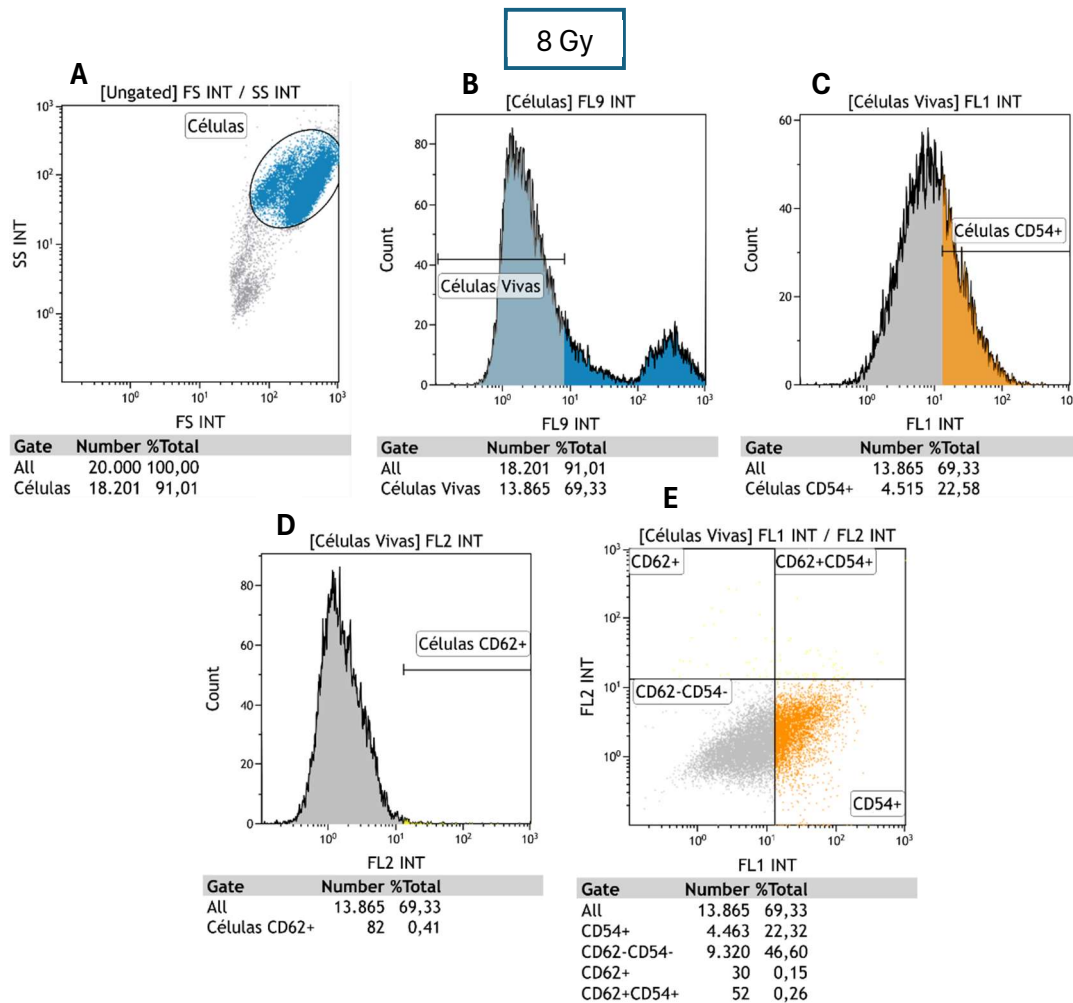 8 Gy
A
[Ungated] FS INT / SS INT
Células
10³
10²
10¹
10⁰
SS INT
10⁰ 10¹ 10² 10³
FS INT
Gate Number %Total
All 20.000 100,00
Células 18.201 91,01
B
[Células] FL9 INT
80
60
40
20
0
Count
Células Vivas
10⁰ 10¹ 10² 10³
FL9 INT
Gate Number %Total
All 18.201 91,01
Células Vivas 13.865 69,33
C
[Células Vivas] FL1 INT
60
40
20
0
Count
Células CD54+
10⁰ 10¹ 10² 10
FL1 INT
Gate Number %Total
All 13.865 69,33
Células CD54+ 4.515 22,58
D
[Células Vivas] FL2 INT
80
60
40
20
0
Count
Células CD62+
10⁰ 10¹ 10² 10³
FL2 INT
Gate Number %Total
All 13.865 69,33
Células CD62+ 82 0,41
E
[Células Vivas] FL1 INT / FL2 INT
10³
10²
10¹
10⁰
FL2 INT
CD62+ CD62+CD54+
CD62-CD54-
CD54+
10⁰ 10¹ 10² 10³
FL1 INT
Gate Number %Total
All 13.865 69,33
CD54+ 4.463 22,32
CD62-CD54- 9.320 46,60
CD62+ 30 0,15
CD62+CD54+ 52 0,26